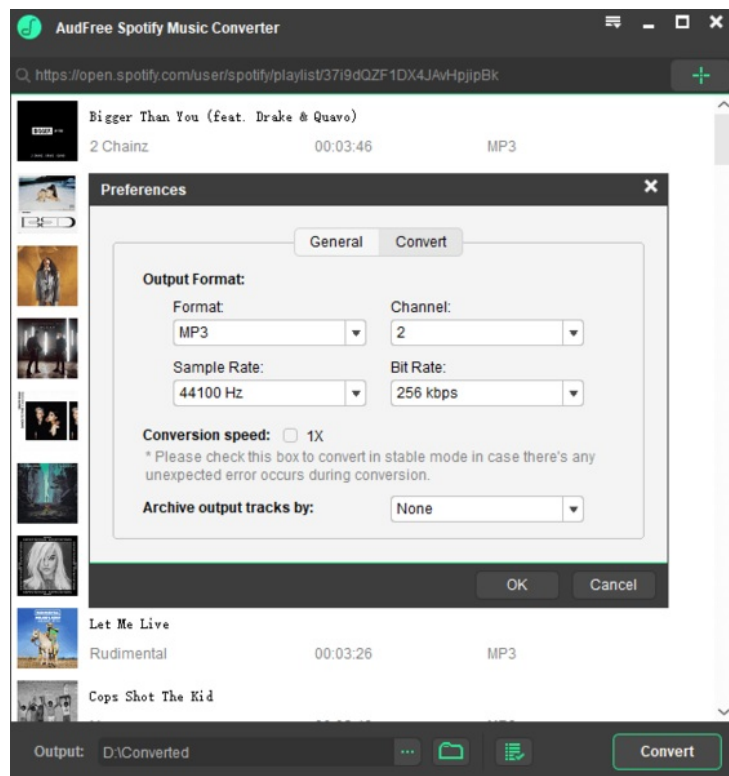 AudFree Spotify Music Converter
https://open.spotify.com/user/spotify/playlist/37i9dQZF1DX4JAvHpjipBk
Bigger Than You (feat. Drake & Quavo)
2 Chainz 00:03:46 MP3
Preferences
General Convert
Output Format:
Format: Channel:
MP3 2
Sample Rate: Bit Rate:
44100 Hz 256 kbps
Conversion speed: 1X
* Please check this box to convert in stable mode in case there's any
unexpected error occurs during conversion.
Archive output tracks by: None
OK Cancel
Let Me Live
Rudimental 00:03:26 MP3
Cops Shot The Kid
Output: D:\Converted ... Convert